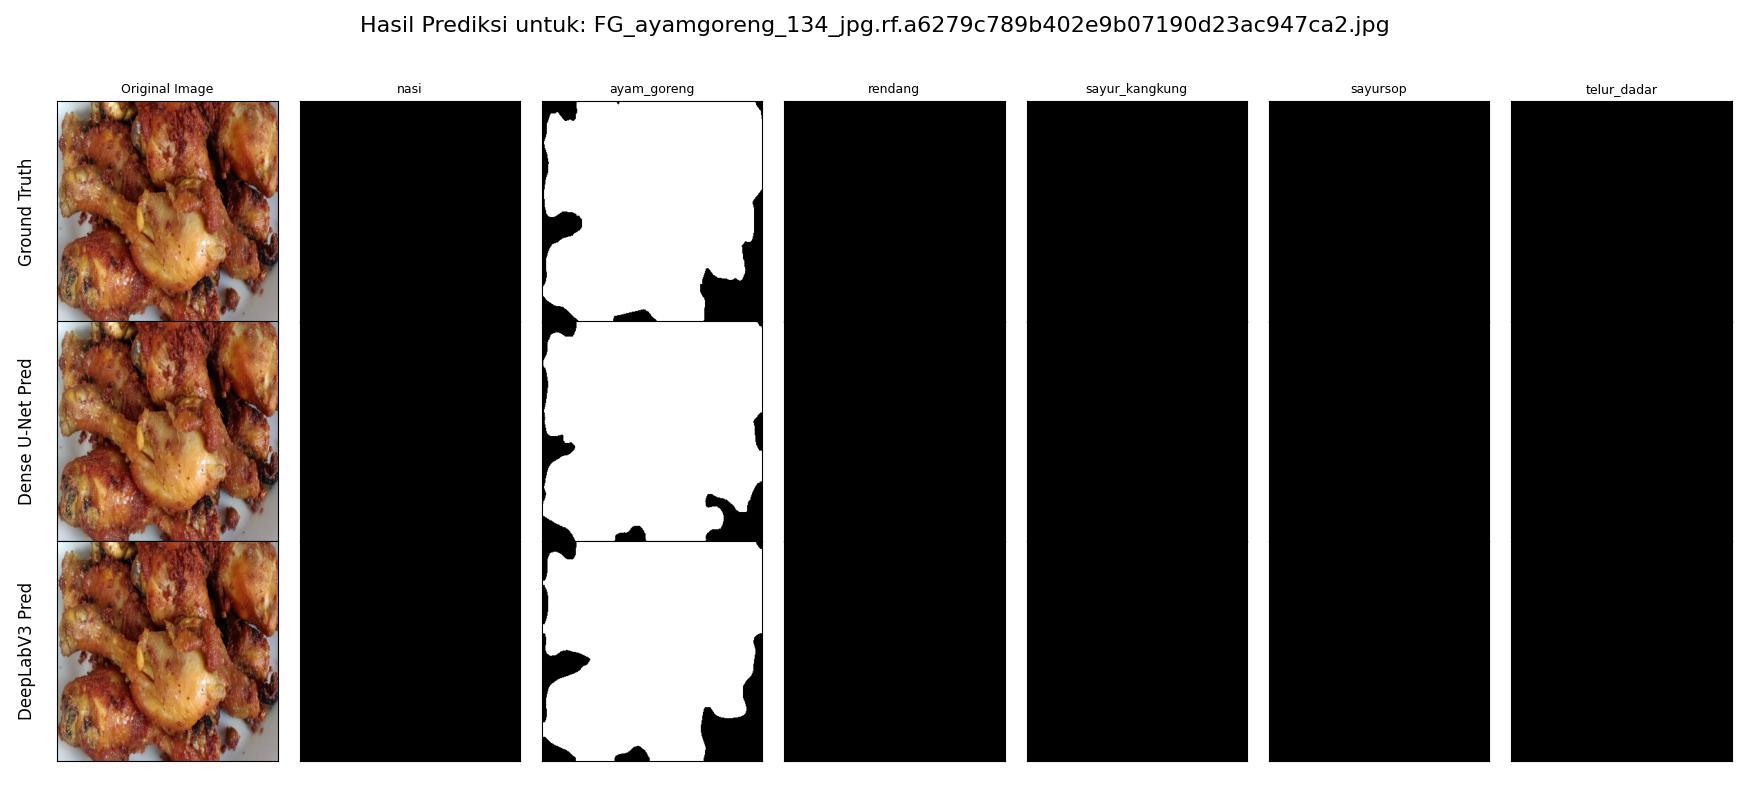 Hasil Prediksi untuk: FG_ayamgoreng_134_jpg.rf.a6279c789b402e9b07190d23ac947ca2.jpg
Original Image
nasi
ayam_goreng
rendang
sayur_kangkung
sayursop
telur_dadar
Ground Truth
Dense U-Net Pred
DeepLabV3 Pred